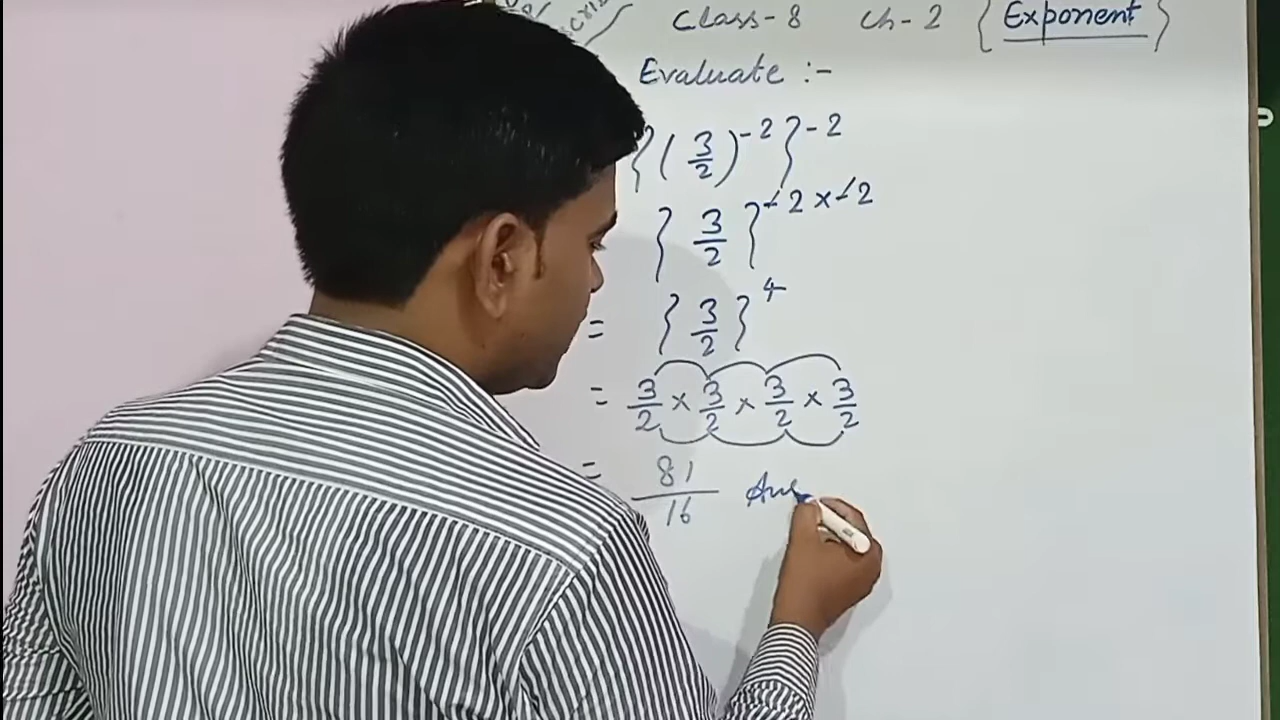 Class-8 Ch-2 { Exponent }
Evaluate :-
{ ( 3/2 )^-2 }^-2
{ 3/2 }^-2 x -2
= { 3/2 }^4
= 3/2 x 3/2 x 3/2 x 3/2
= 81/16 Ans